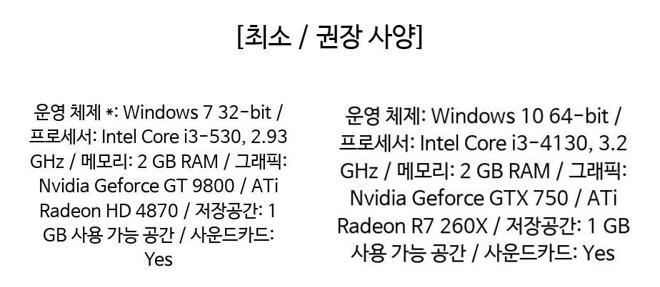 [최소 / 권장 사양]
운영 체제 *: Windows 7 32-bit /
프로세서: Intel Core i3-530, 2.93
GHz / 메모리: 2 GB RAM / 그래픽:
Nvidia Geforce GT 9800 / ATi
Radeon HD 4870 / 저장공간: 1
GB 사용 가능 공간 / 사운드카드:
Yes
운영 체제: Windows 10 64-bit /
프로세서: Intel Core i3-4130, 3.2
GHz / 메모리: 2 GB RAM / 그래픽:
Nvidia Geforce GTX 750 / ATi
Radeon R7 260X / 저장공간: 1 GB
사용 가능 공간 / 사운드카드: Yes